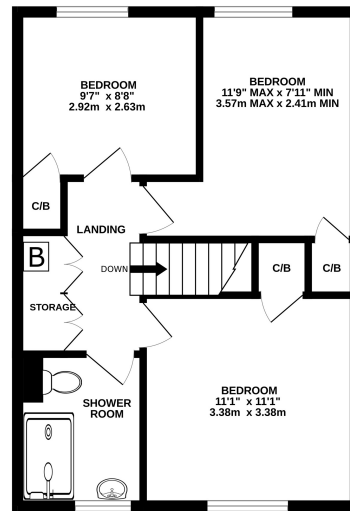 BEDROOM
9'7" x 8'8"
2.92m x 2.63m
BEDROOM
11'9" MAX x 7'11" MIN
3.57m MAX x 2.41m MIN
C/B
LANDING
B
DOWN
C/B
C/B
STORAGE
SHOWER
ROOM
BEDROOM
11'1" x 11'1"
3.38m x 3.38m